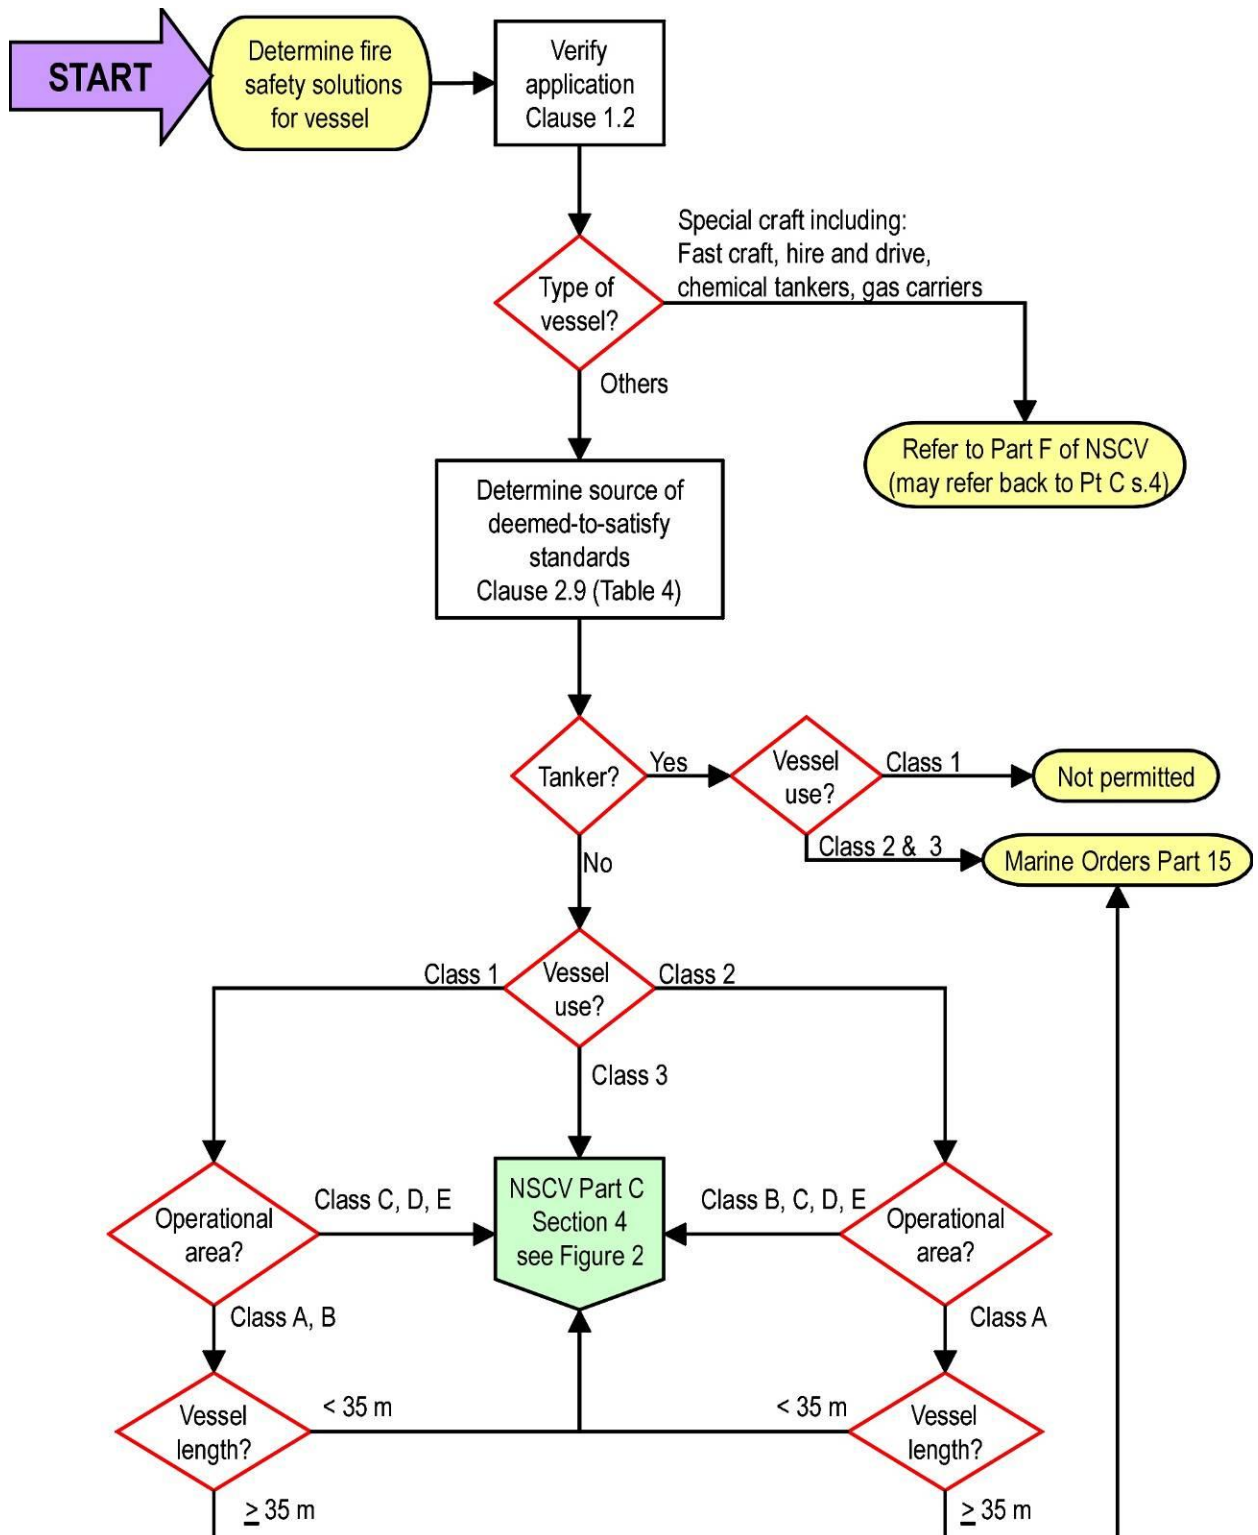 START
Determine fire
safety solutions
for vessel
Verify
application
Clause 1.2
Special craft including:
Fast craft, hire and drive,
chemical tankers, gas carriers
Type of
vessel?
Others
Refer to Part F of NSCV
(may refer back to Pt C s.4)
Determine source of
deemed-to-satisfy
standards
Clause 2.9 (Table 4)
Tanker?
Yes
Vessel
use?
Class 1
Not permitted
Class 2 & 3
Marine Orders Part 15
No
Class 1
Vessel
use?
Class 2
Class 3
Operational
area?
Class C, D, E
NSCV Part C
Section 4
see Figure 2
Class B, C, D, E
Operational
area?
Class A, B
Class A
Vessel
length?
< 35 m
< 35 m
Vessel
length?
≥ 35 m
≥ 35 m